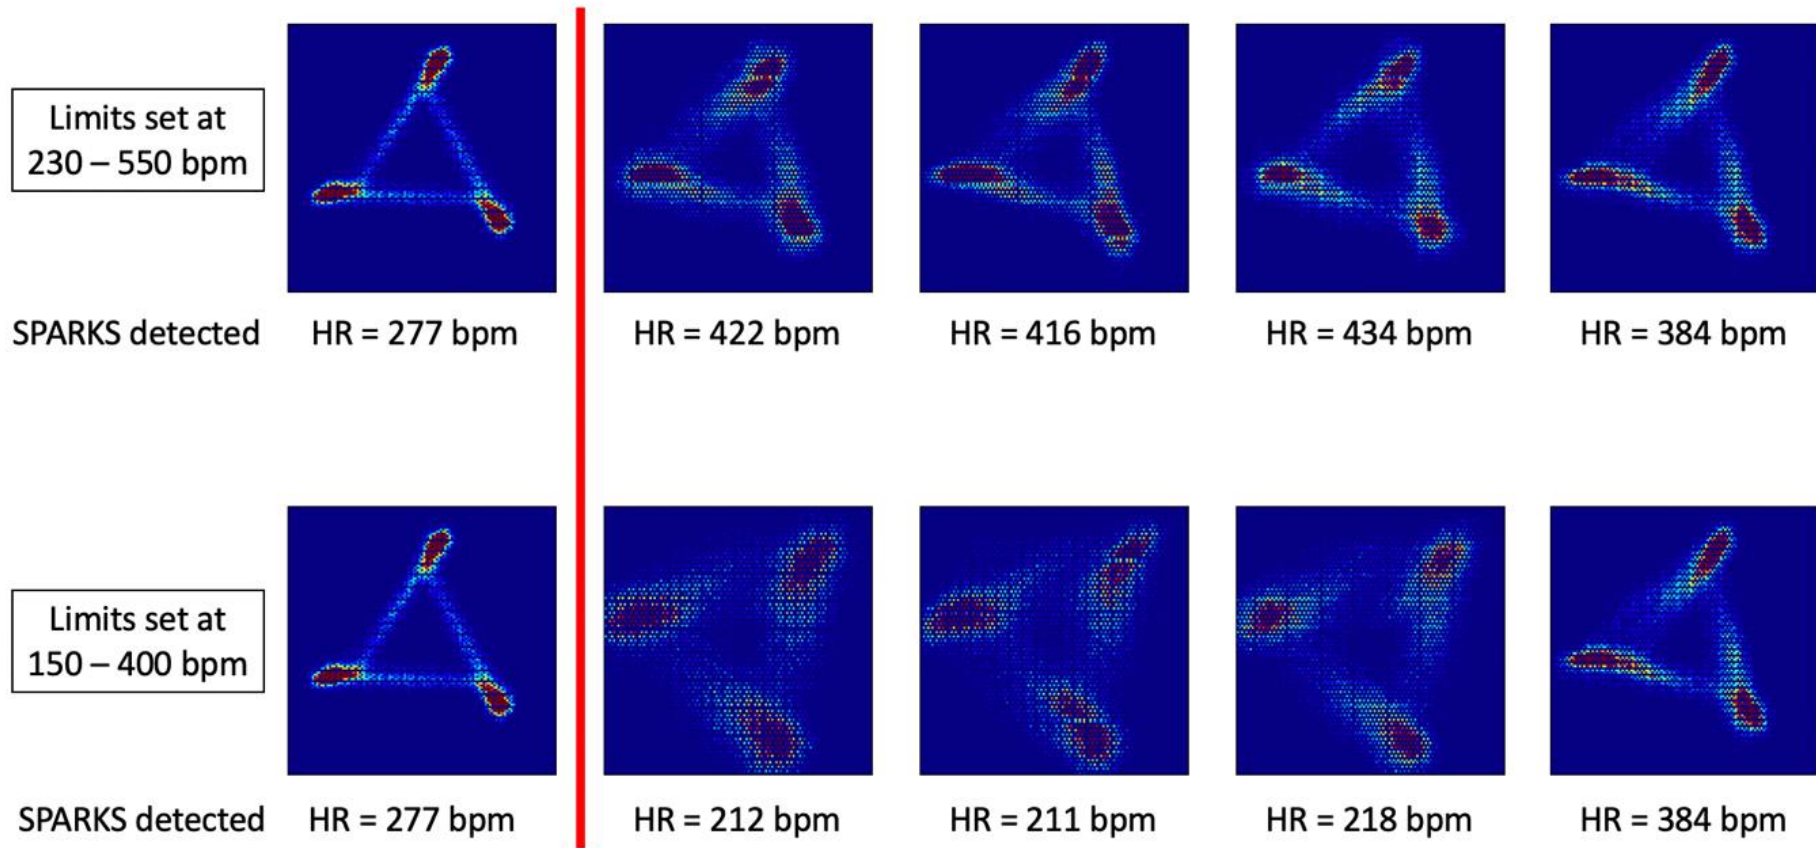 Limits set at
230 – 550 bpm
SPARKS detected
HR = 277 bpm
HR = 422 bpm
HR = 416 bpm
HR = 434 bpm
HR = 384 bpm
Limits set at
150 – 400 bpm
SPARKS detected
HR = 277 bpm
HR = 212 bpm
HR = 211 bpm
HR = 218 bpm
HR = 384 bpm